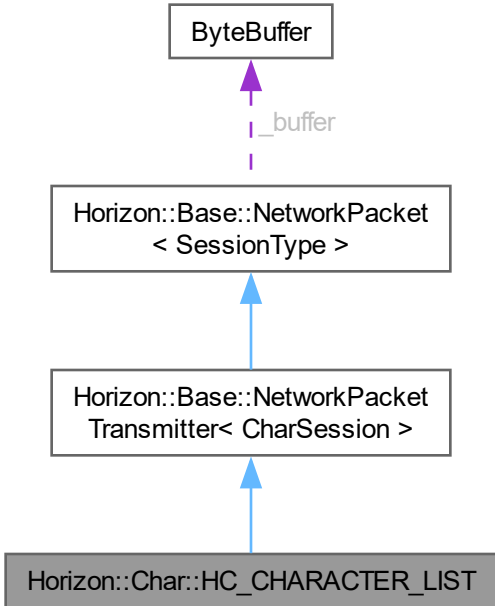 ByteBuffer
_buffer
Horizon::Base::NetworkPacket
< SessionType >
Horizon::Base::NetworkPacket
Transmitter< CharSession >
Horizon::Char::HC_CHARACTER_LIST